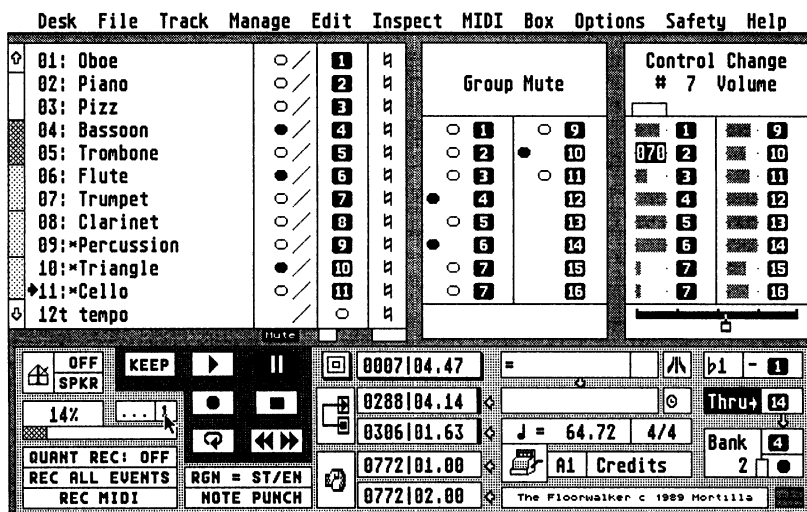 Desk File Track Manage Edit Inspect MIDI Box Options Safety Help
01: Oboe 1
02: Piano 2
03: Pizz 3
04: Bassoon 4
05: Trombone 5
06: Flute 6
07: Trumpet 7
08: Clarinet 8
09:*Percussion 9
10:*Triangle 10
11:*Cello 11
12t tempo
Mute
Group Mute
1 9
2 10
3 11
4 12
5 13
6 14
7 15
7 16
Control Change
# 7 Volume
1 9
070 2 10
3 11
4 12
5 13
6 14
7 15
7 16
OFF
SPKR
KEEP
14%
... 1
QUANT REC: OFF
REC ALL EVENTS
REC MIDI
RGN = ST/EN
NOTE PUNCH
0007|04.47
0288|04.14
0306|01.63
0772|01.00
0772|02.00
=
♩ = 64.72 4/4
A1 Credits
The Floorwalker c 1989 Mortilla
♭1 - 1
Thru→ 14
Bank 4
2